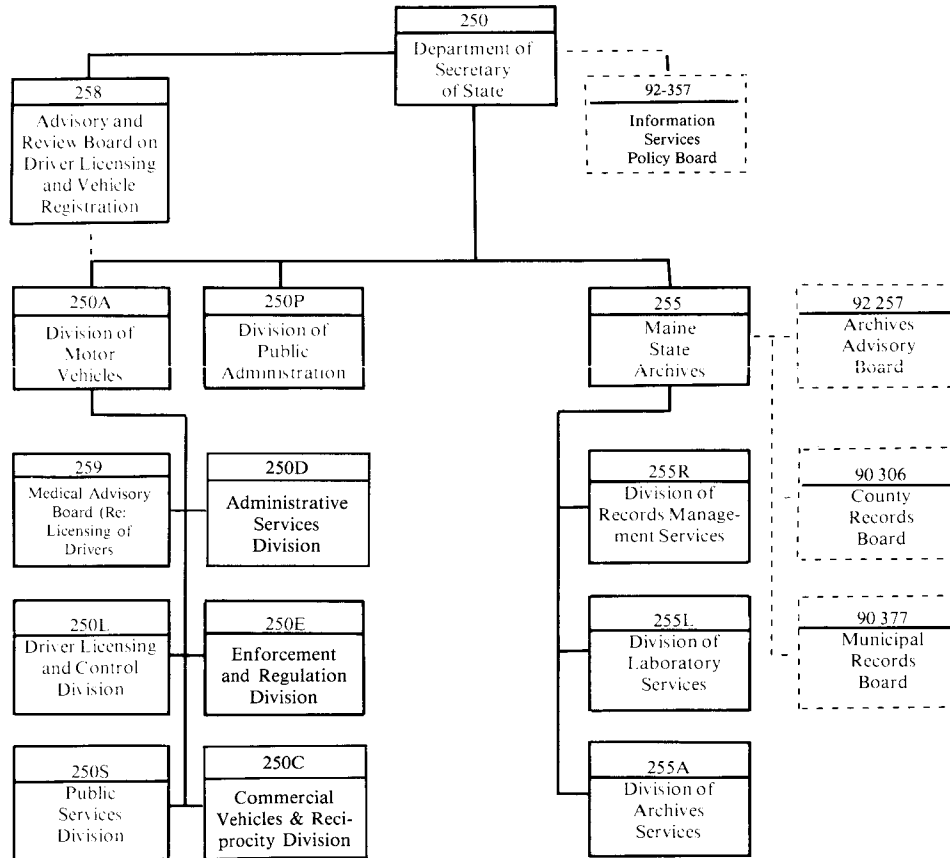 250
Department of
Secretary
of State
92-357
Information
Services
Policy Board
258
Advisory and
Review Board on
Driver Licensing
and Vehicle
Registration
250A
Division of
Motor
Vehicles
250P
Division of
Public
Administration
255
Maine
State
Archives
92 257
Archives
Advisory
Board
259
Medical Advisory
Board (Re:
Licensing of
Drivers
250D
Administrative
Services
Division
255R
Division of
Records Manage-
ment Services
90 306
County
Records
Board
250L
Driver Licensing
and Control
Division
250E
Enforcement
and Regulation
Division
255L
Division of
Laboratory
Services
90 377
Municipal
Records
Board
250S
Public
Services
Division
250C
Commercial
Vehicles & Reci-
procity Division
255A
Division of
Archives
Services